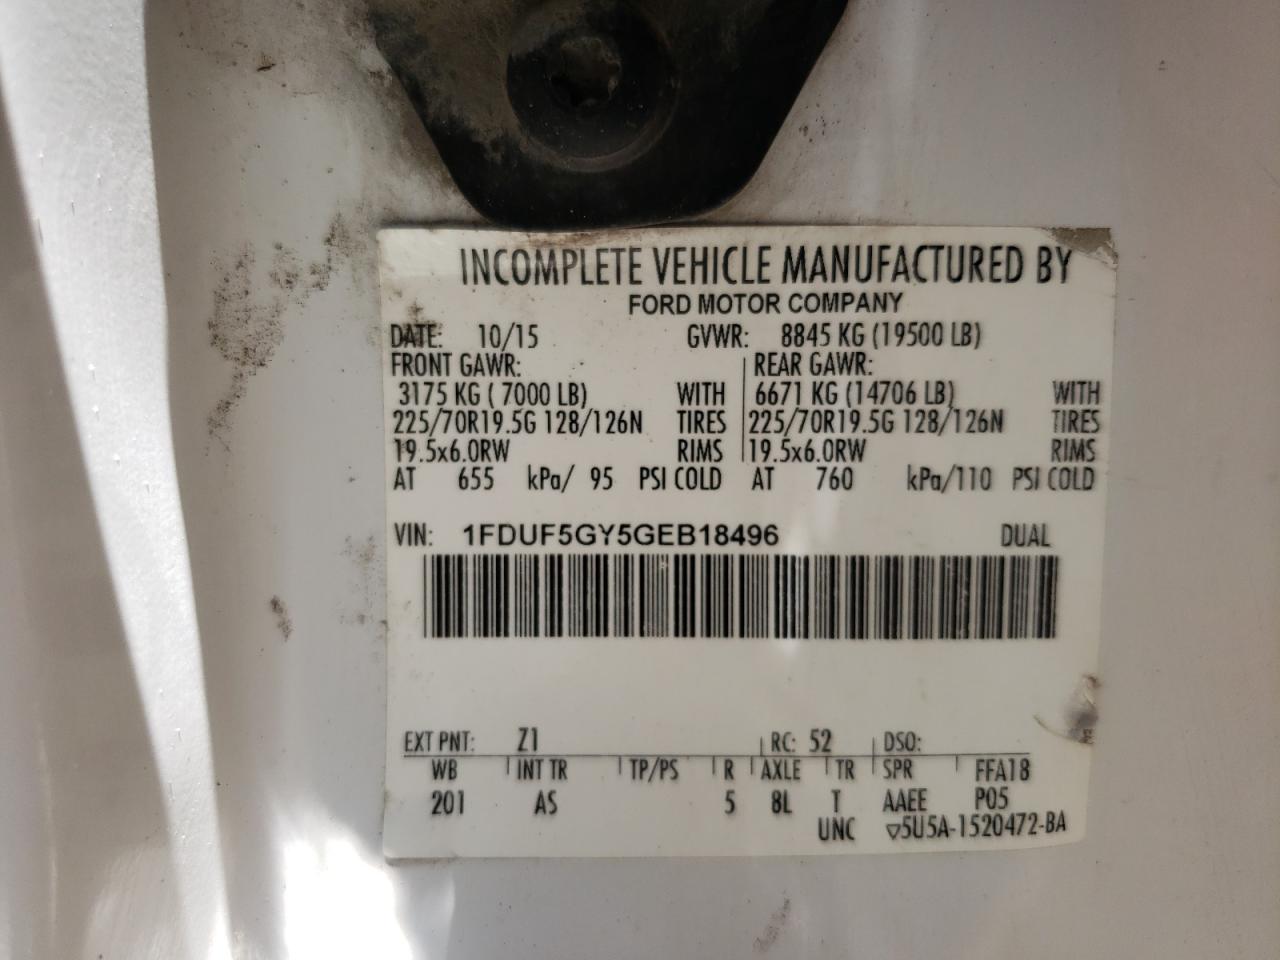 INCOMPLETE VEHICLE MANUFACTURED BY
FORD MOTOR COMPANY
DATE: 10/15 GVWR: 8845 KG (19500 LB)
FRONT GAWR: REAR GAWR:
3175 KG ( 7000 LB) WITH 6671 KG (14706 LB) WITH
225/70R19.5G 128/126N TIRES 225/70R19.5G 128/126N TIRES
19.5x6.0RW RIMS 19.5x6.0RW RIMS
AT 655 kPa/ 95 PSI COLD AT 760 kPa/110 PSI COLD
VIN: 1FDUF5GY5GEB18496 DUAL
EXT PNT: Z1 RC: 52 DSO:
WB INT TR TP/PS R AXLE TR SPR FFA18
201 AS 5 8L T AAEE P05
UNC ▽5U5A-1520472-BA